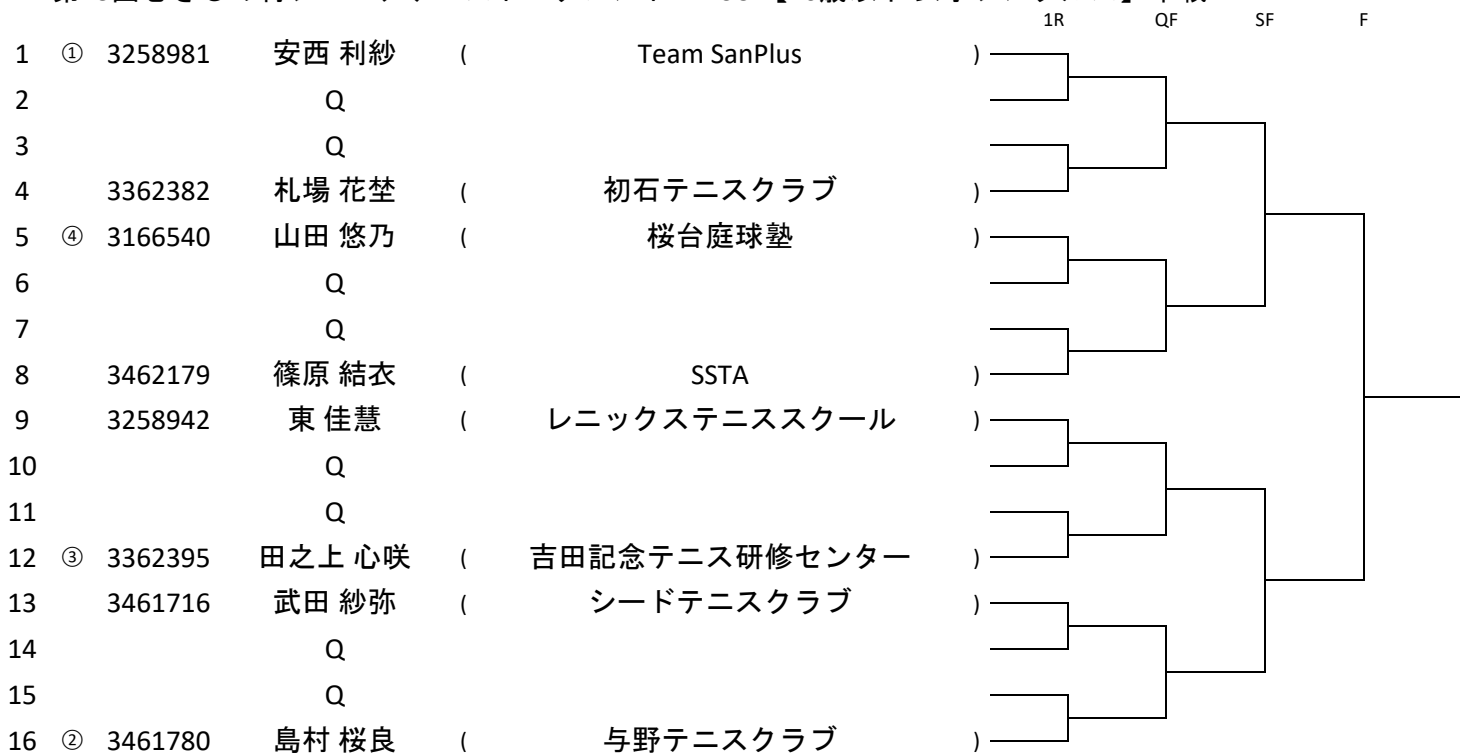 1R QF SF F
1 ① 3258981 安西 利紗 ( Team SanPlus )
2 Q
3 Q
4 3362382 札場 花埜 ( 初石テニスクラブ )
5 ④ 3166540 山田 悠乃 ( 桜台庭球塾 )
6 Q
7 Q
8 3462179 篠原 結衣 ( SSTA )
9 3258942 東 佳慧 ( レニックステニススクール )
10 Q
11 Q
12 ③ 3362395 田之上 心咲 ( 吉田記念テニス研修センター )
13 3461716 武田 紗弥 ( シードテニスクラブ )
14 Q
15 Q
16 ② 3461780 島村 桜良 ( 与野テニスクラブ )